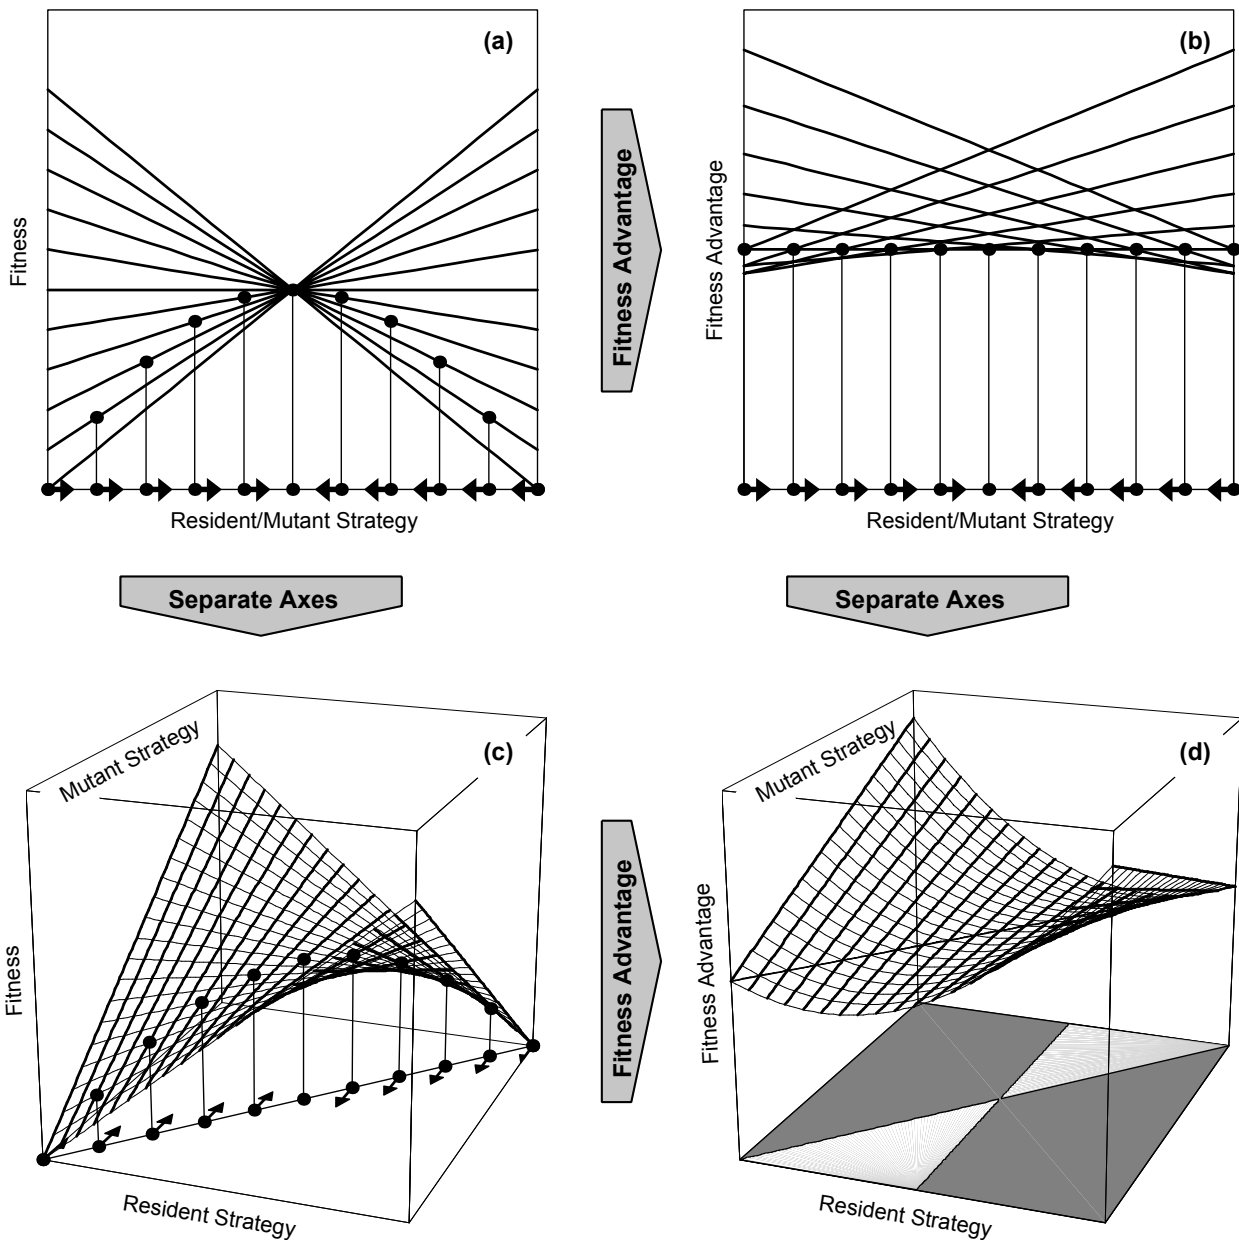 (a)
Fitness
Resident/Mutant Strategy
Fitness Advantage
(b)
Fitness Advantage
Resident/Mutant Strategy
Separate Axes
Separate Axes
(c)
Mutant Strategy
Fitness
Resident Strategy
Fitness Advantage
(d)
Mutant Strategy
Fitness Advantage
Resident Strategy